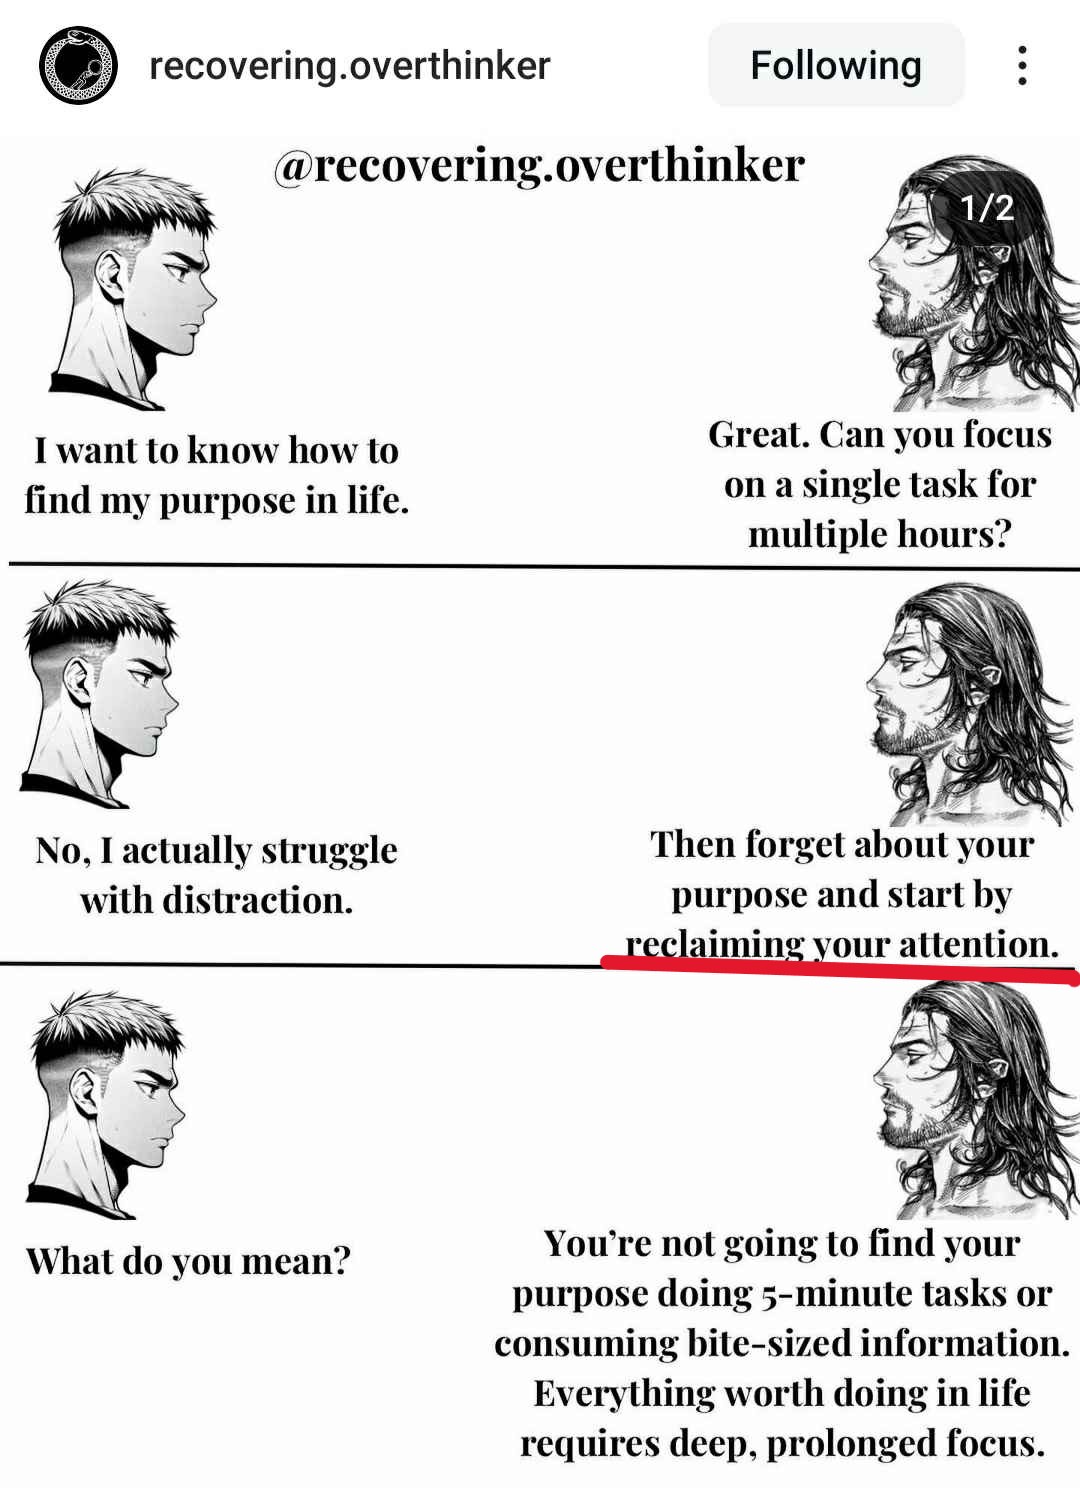 recovering.overthinker
Following
@recovering.overthinker
1/2
I want to know how to
find my purpose in life.
Great. Can you focus
on a single task for
multiple hours?
No, I actually struggle
with distraction.
Then forget about your
purpose and start by
reclaiming your attention.
What do you mean?
You're not going to find your
purpose doing 5-minute tasks or
consuming bite-sized information.
Everything worth doing in life
requires deep, prolonged focus.